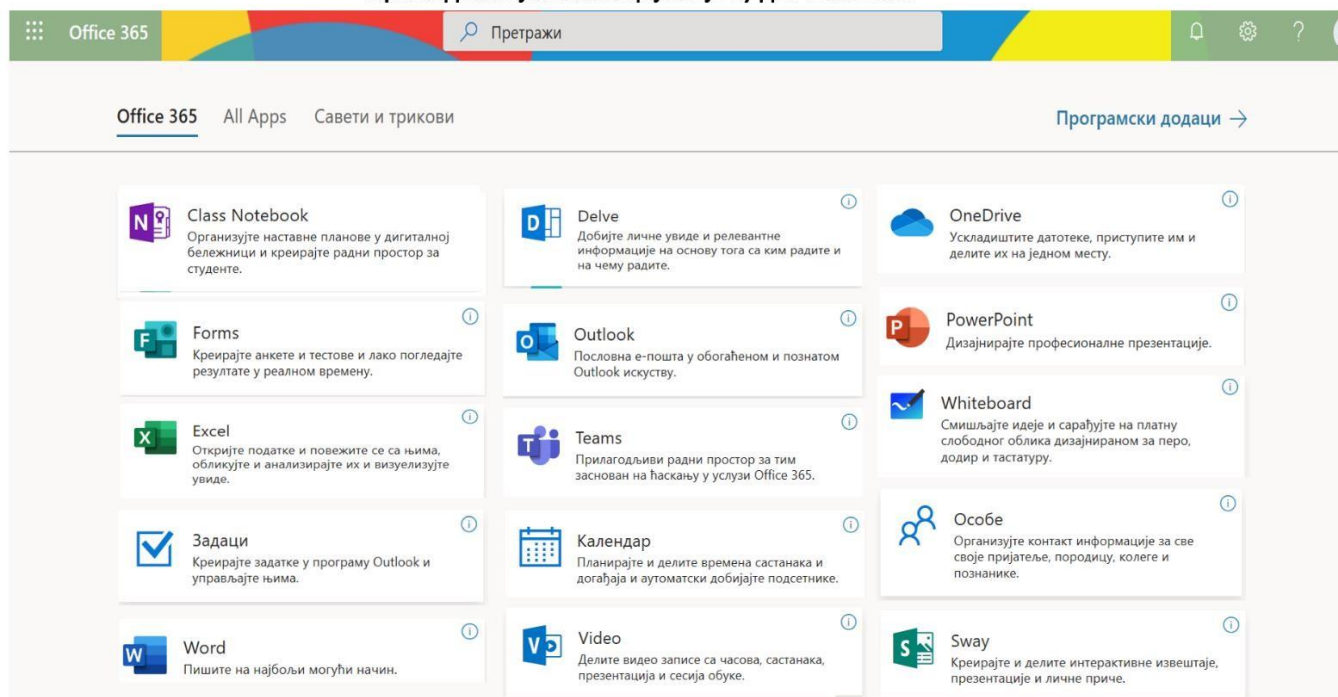 Office 365
Претражи
?
Office 365 All Apps Савети и трикови
Програмски додаци →
Class Notebook
Организујте наставне планове у дигиталној
бележници и креирајте радни простор за
студенте.
Delve
Добијте личне увиде и релевантне
информације на основу тога са ким радите и
на чему радите.
OneDrive
Ускладиштите датотеке, приступите им и
делите их на једном месту.
Forms
Креирајте анкете и тестове и лако погледајте
резултате у реалном времену.
Outlook
Пословна е-пошта у обогаћеном и познатом
Outlook искуству.
PowerPoint
Дизајнирајте професионалне презентације.
Excel
Откријте податке и повежите се са њима,
обликујте и анализирајте их и визуелизујте
увиде.
Teams
Прилагодљиви радни простор за тим
заснован на ћаскању у услузи Office 365.
Whiteboard
Смишљајте идеје и сарађујте на платну
слободног облика дизајнираном за перо,
додир и тастатуру.
Задаци
Креирајте задатке у програму Outlook и
управљајте њима.
Календар
Планирајте и делите времена састанака и
догађаја и аутоматски добијајте подсетнике.
Особе
Организујте контакт информације за све
своје пријатеље, породицу, колеге и
познанике.
Word
Пишите на најбољи могући начин.
Video
Делите видео записе са часова, састанака,
презентација и сесија обуке.
Sway
Креирајте и делите интерактивне извештаје,
презентације и личне приче.